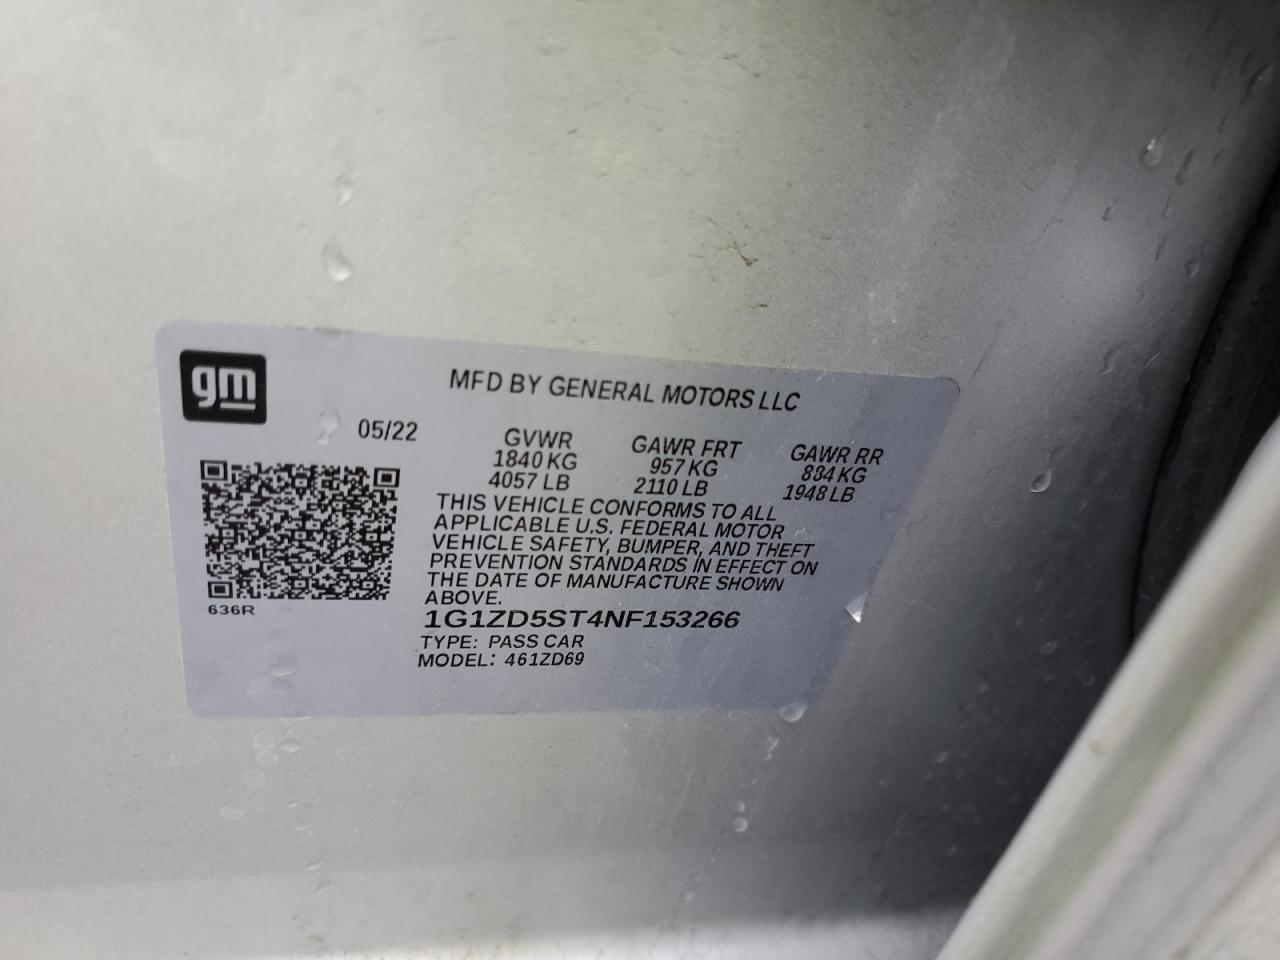 gm
MFD BY GENERAL MOTORS LLC
05/22
GVWR GAWR FRT GAWR RR
1840 KG 957 KG 884 KG
4057 LB 2110 LB 1948 LB
THIS VEHICLE CONFORMS TO ALL
APPLICABLE U.S. FEDERAL MOTOR
VEHICLE SAFETY, BUMPER, AND THEFT
PREVENTION STANDARDS IN EFFECT ON
THE DATE OF MANUFACTURE SHOWN
ABOVE.
636R
1G1ZD5ST4NF153266
TYPE: PASS CAR
MODEL: 461ZD69